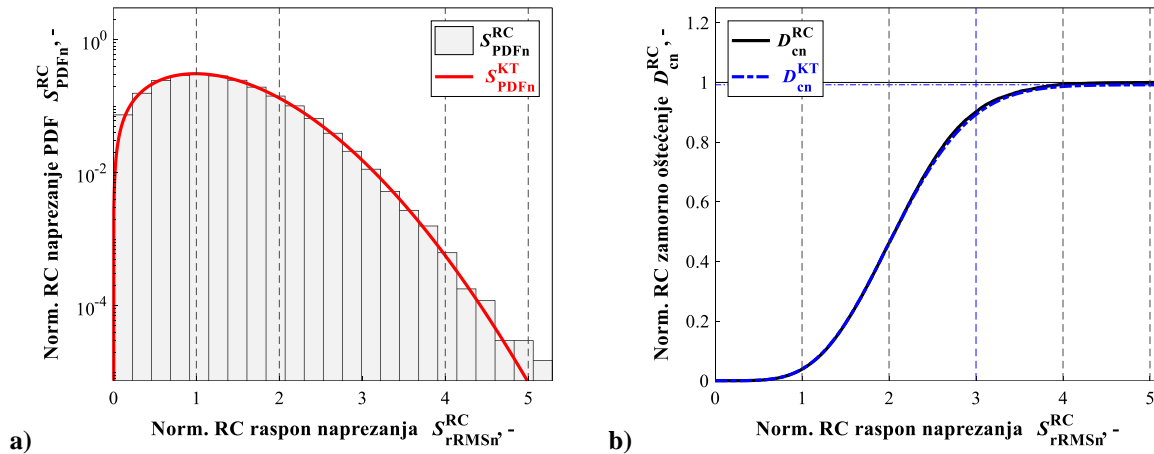 Norm. RC naprezanje PDF S^RC_PDFn, -
10^0
10^-2
10^-4
S^RC_PDFn
S^KT_PDFn
0 1 2 3 4 5
Norm. RC raspon naprezanja S^RC_rRMSn, -
a)
Norm. RC zamorno oštećenje D^RC_cn, -
1.2
1
0.8
0.6
0.4
0.2
0
D^RC_cn
D^KT_cn
0 1 2 3 4 5
Norm. RC raspon naprezanja S^RC_rRMSn, -
b)